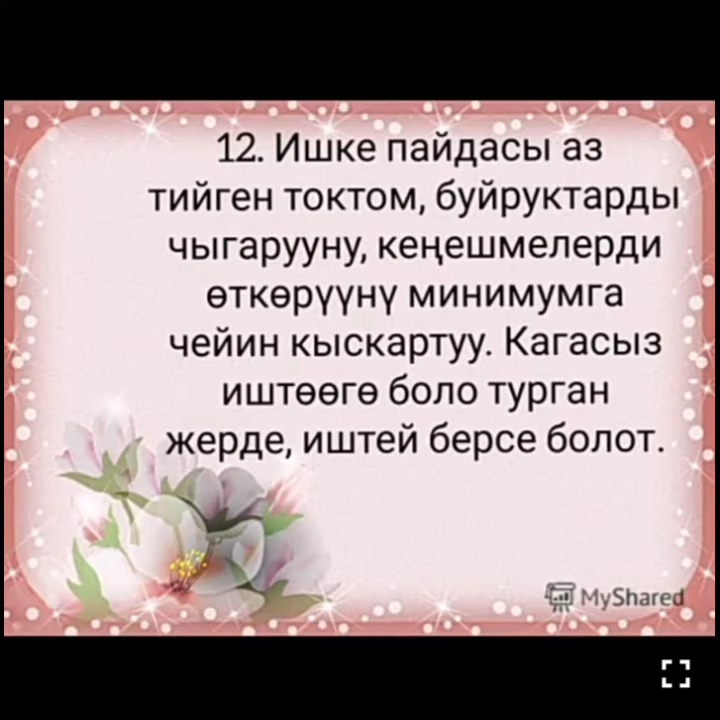 12. Ишке пайдасы аз
тийген токтом, буйруктарды
чыгарууну, кеңешмелерди
өткөрүүнү минимумга
чейин кыскартуу. Кагасыз
иштөөгө боло турган
жерде, иштей берсе болот.
MyShared